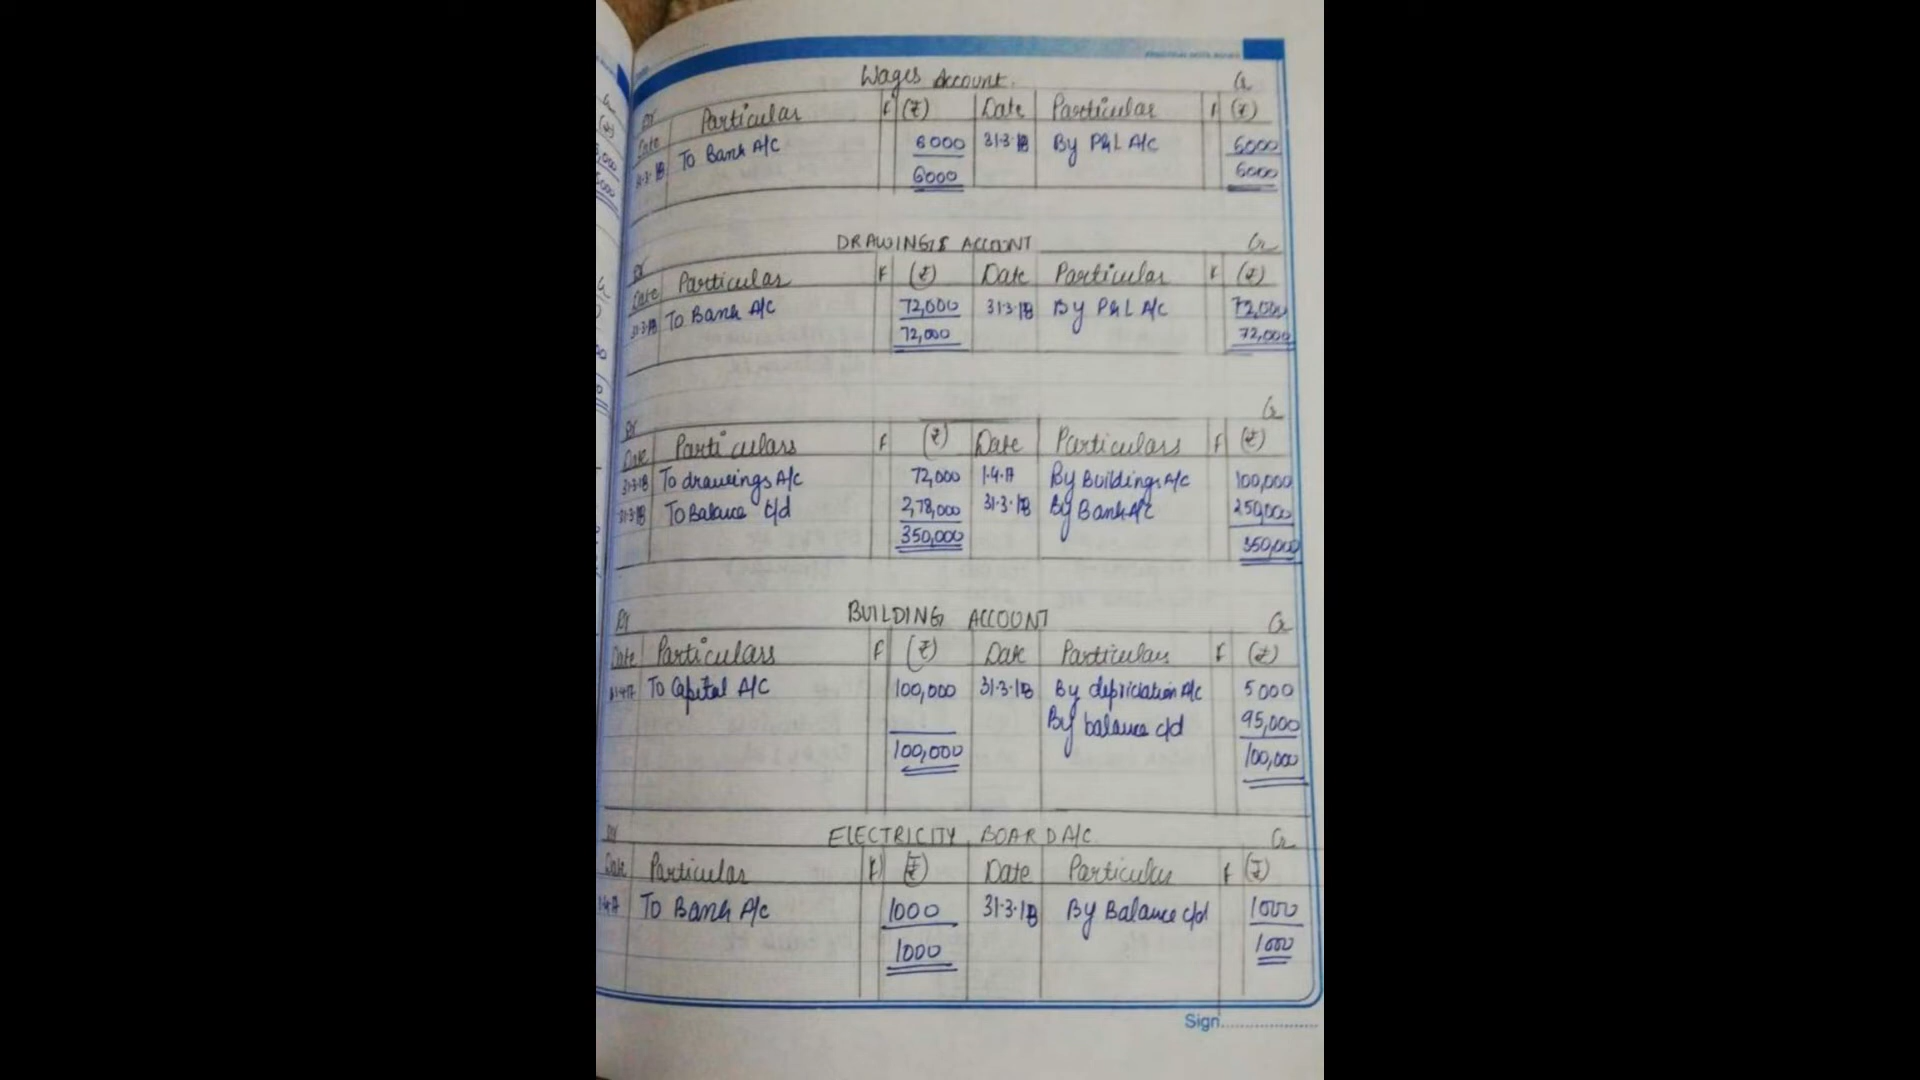 Wages Account.
Dr Cr
Date Particular F (₹) Date Particular F (₹)
31.3.18 To Bank A/c 6000 31.3.18 By P&L A/c 6000
6000 6000
DRAWINGS ACCOUNT
Dr Cr
Date Particular F (₹) Date Particular F (₹)
31.3.18 To Bank A/c 72,000 31.3.18 By P&L A/c 72,000
72,000 72,000
Dr Cr
Date Particulars F (₹) Date Particulars F (₹)
31.3.18 To drawings A/c 72,000 1.4.17 By Buildings A/c 100,000
31.3.18 To Balance c/d 2,78,000 31.3.18 By Bank A/c 250,000
350,000 350,000
BUILDING ACCOUNT
Dr Cr
Date Particulars F (₹) Date Particulars F (₹)
1.4.17 To Capital A/c 100,000 31.3.18 By depriciation A/c 5000
By balance c/d 95,000
100,000 100,000
ELECTRICITY BOARD A/C
Dr Cr
Date Particular F (₹) Date Particular F (₹)
1.4.17 To Bank A/c 1000 31.3.18 By Balance c/d 1000
1000 1000
Sign....................